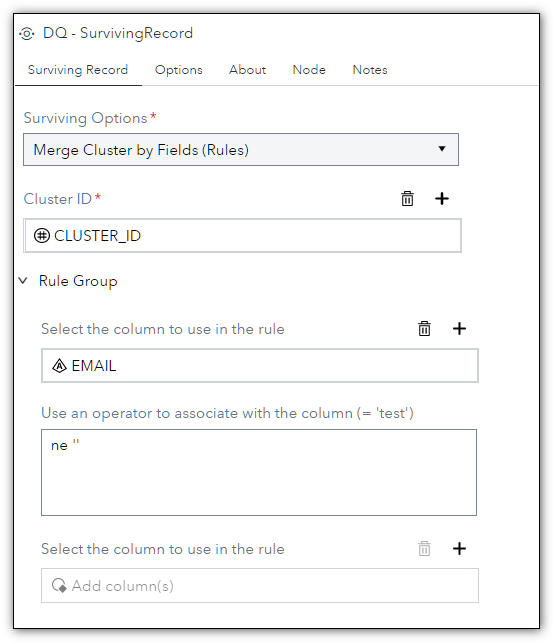 DQ - SurvivingRecord
Surviving Record Options About Node Notes
Surviving Options*
Merge Cluster by Fields (Rules)
Cluster ID*
CLUSTER_ID
Rule Group
Select the column to use in the rule
EMAIL
Use an operator to associate with the column (= 'test')
ne ''
Select the column to use in the rule
Add column(s)